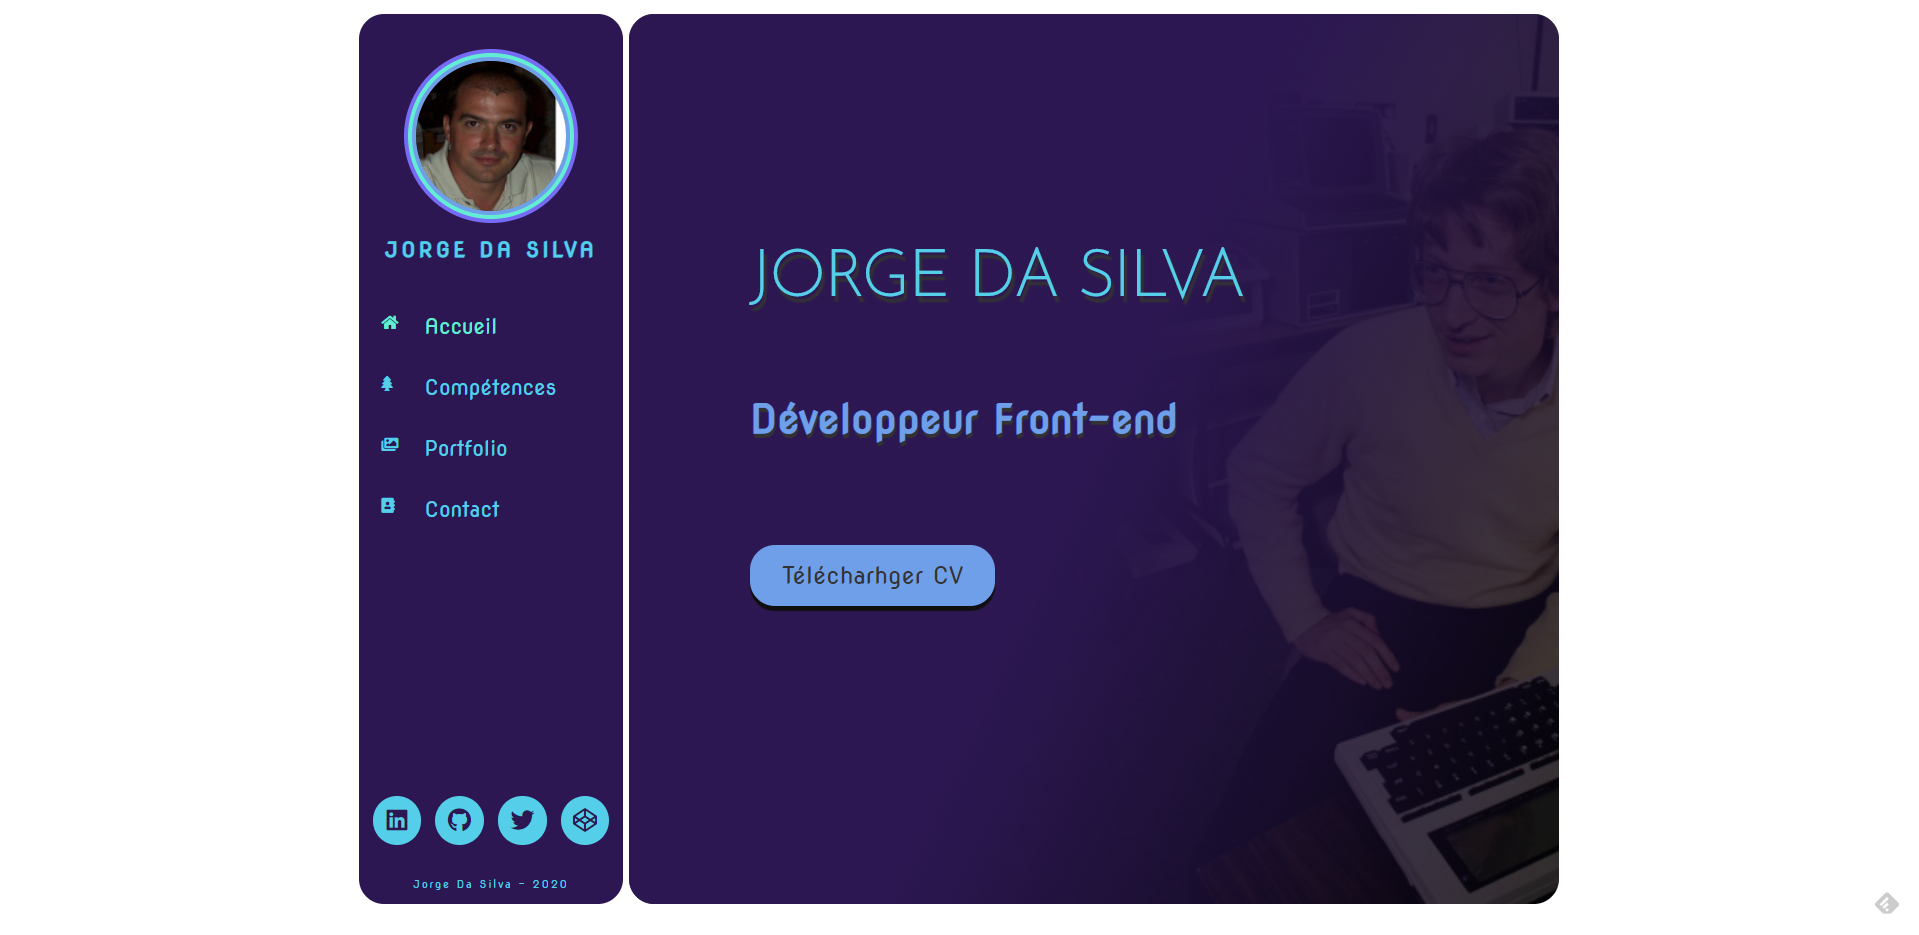 JORGE DA SILVA
Accueil
Compétences
Portfolio
Contact
Jorge Da Silva - 2020
JORGE DA SILVA
Développeur Front-end
Télécharhger CV